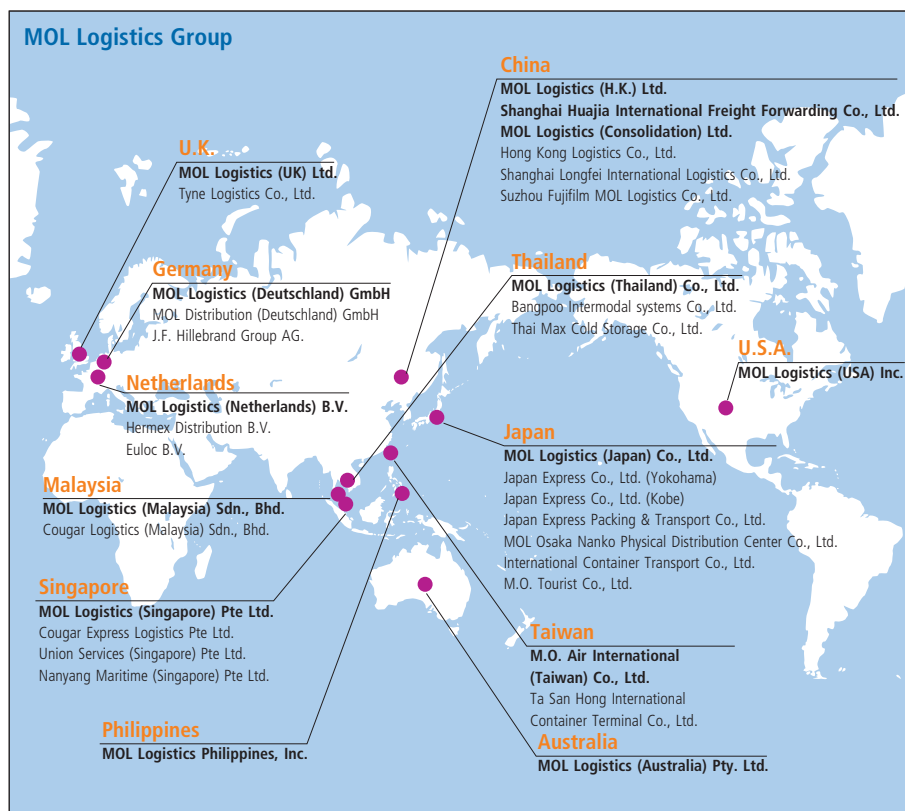 MOL Logistics Group
China
MOL Logistics (H.K.) Ltd.
Shanghai Huajia International Freight Forwarding Co., Ltd.
MOL Logistics (Consolidation) Ltd.
Hong Kong Logistics Co., Ltd.
Shanghai Longfei International Logistics Co., Ltd.
Suzhou Fujifilm MOL Logistics Co., Ltd.
U.K.
MOL Logistics (UK) Ltd.
Tyne Logistics Co., Ltd.
Germany
MOL Logistics (Deutschland) GmbH
MOL Distribution (Deutschland) GmbH
J.F. Hillebrand Group AG.
Thailand
MOL Logistics (Thailand) Co., Ltd.
Bangpoo Intermodal systems Co., Ltd.
Thai Max Cold Storage Co., Ltd.
U.S.A.
MOL Logistics (USA) Inc.
Netherlands
MOL Logistics (Netherlands) B.V.
Hermex Distribution B.V.
Euloc B.V.
Japan
MOL Logistics (Japan) Co., Ltd.
Japan Express Co., Ltd. (Yokohama)
Japan Express Co., Ltd. (Kobe)
Japan Express Packing & Transport Co., Ltd.
MOL Osaka Nanko Physical Distribution Center Co., Ltd.
International Container Transport Co., Ltd.
M.O. Tourist Co., Ltd.
Malaysia
MOL Logistics (Malaysia) Sdn., Bhd.
Cougar Logistics (Malaysia) Sdn., Bhd.
Singapore
MOL Logistics (Singapore) Pte Ltd.
Cougar Express Logistics Pte Ltd.
Union Services (Singapore) Pte Ltd.
Nanyang Maritime (Singapore) Pte Ltd.
Taiwan
M.O. Air International
(Taiwan) Co., Ltd.
Ta San Hong International
Container Terminal Co., Ltd.
Philippines
MOL Logistics Philippines, Inc.
Australia
MOL Logistics (Australia) Pty. Ltd.